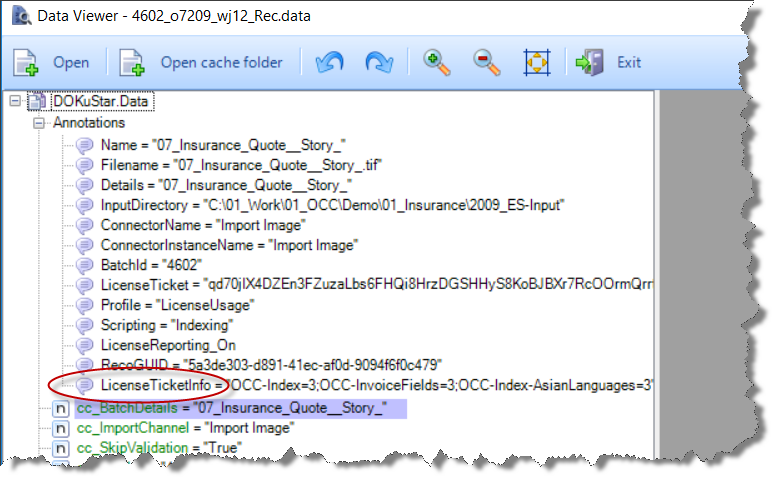 Data Viewer - 4602_o7209_wj12_Rec.data
Open Open cache folder Exit
DOKuStar.Data
Annotations
Name = "07_Insurance_Quote__Story_"
Filename = "07_Insurance_Quote__Story_.tif"
Details = "07_Insurance_Quote__Story_"
InputDirectory = "C:\01_Work\01_OCC\Demo\01_Insurance\2009_ES-Input"
ConnectorName = "Import Image"
ConnectorInstanceName = "Import Image"
BatchId = "4602"
LicenseTicket = "qd70jIX4DZEn3FZuzaLbs6FHQi8HrzDGSHHyS8KoBJBXr7RcOOrmQrrt
Profile = "LicenseUsage"
Scripting = "Indexing"
LicenseReporting_On
RecoGUID = "5a3de303-d891-41ec-af0d-9094f6f0c479"
LicenseTicketInfo = "OCC-Index=3;OCC-InvoiceFields=3;OCC-Index-AsianLanguages=3"
n cc_BatchDetails = "07_Insurance_Quote__Story_"
n cc_ImportChannel = "Import Image"
n cc_SkipValidation = "True"